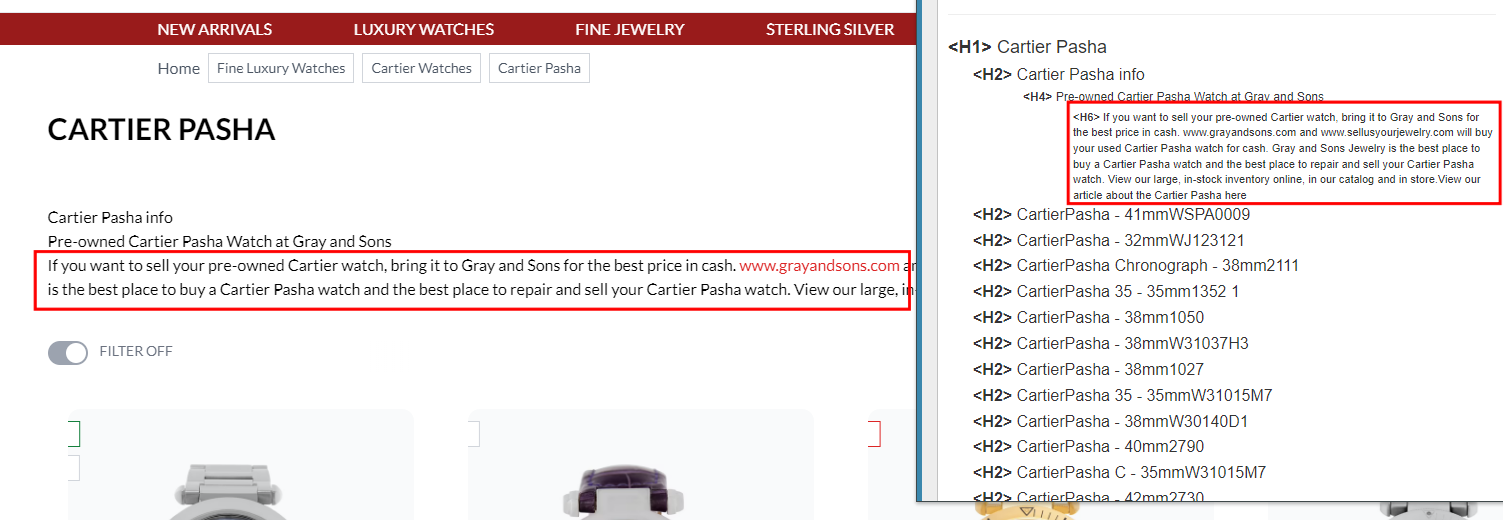 NEW ARRIVALS LUXURY WATCHES FINE JEWELRY STERLING SILVER
Home Fine Luxury Watches Cartier Watches Cartier Pasha
CARTIER PASHA
Cartier Pasha info
Pre-owned Cartier Pasha Watch at Gray and Sons
If you want to sell your pre-owned Cartier watch, bring it to Gray and Sons for the best price in cash. www.grayandsons.com
is the best place to buy a Cartier Pasha watch and the best place to repair and sell your Cartier Pasha watch. View our large,
FILTER OFF
<H1> Cartier Pasha
<H2> Cartier Pasha info
<H4> Pre-owned Cartier Pasha Watch at Gray and Sons
<H6> If you want to sell your pre-owned Cartier watch, bring it to Gray and Sons for
the best price in cash. www.grayandsons.com and www.sellusyourjewelry.com will buy
your used Cartier Pasha watch for cash. Gray and Sons Jewelry is the best place to
buy a Cartier Pasha watch and the best place to repair and sell your Cartier Pasha
watch. View our large, in-stock inventory online, in our catalog and in store.View our
article about the Cartier Pasha here
<H2> CartierPasha - 41mmWSPA0009
<H2> CartierPasha - 32mmWJ123121
<H2> CartierPasha Chronograph - 38mm2111
<H2> CartierPasha 35 - 35mm1352 1
<H2> CartierPasha - 38mm1050
<H2> CartierPasha - 38mmW31037H3
<H2> CartierPasha - 38mm1027
<H2> CartierPasha 35 - 35mmW31015M7
<H2> CartierPasha - 38mmW30140D1
<H2> CartierPasha - 40mm2790
<H2> CartierPasha C - 35mmW31015M7
<H2> CartierPasha - 42mm2730